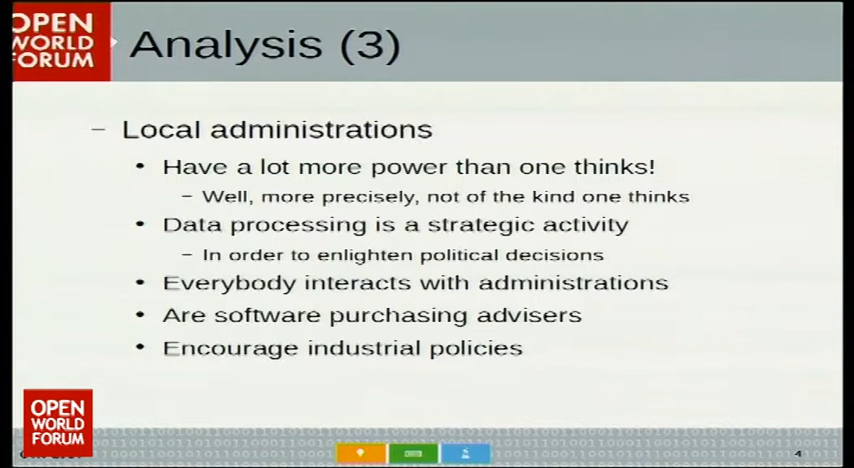 OPEN
WORLD
FORUM
Analysis (3)
– Local administrations
• Have a lot more power than one thinks!
– Well, more precisely, not of the kind one thinks
• Data processing is a strategic activity
– In order to enlighten political decisions
• Everybody interacts with administrations
• Are software purchasing advisers
• Encourage industrial policies
OPEN
WORLD
FORUM
4